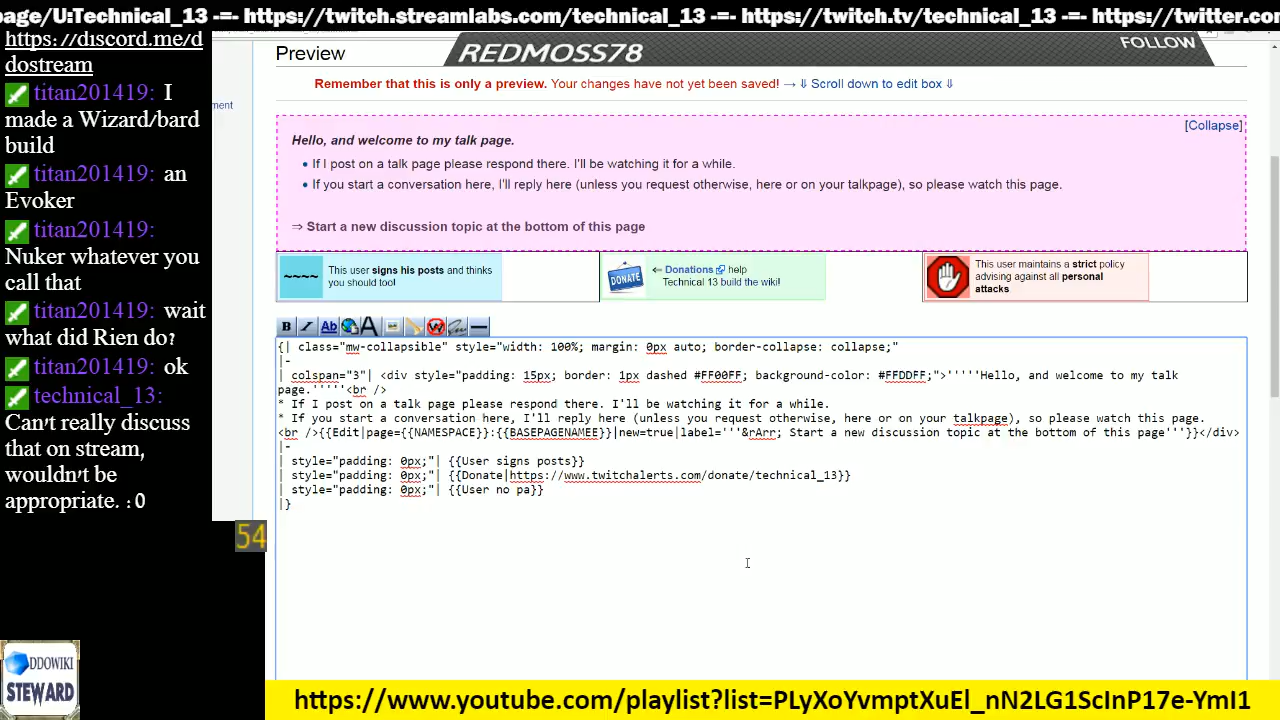 page/U:Technical_13 -=- https://twitch.streamlabs.com/technical_13 -=- https://twitch.tv/technical_13 -=- https://twitter.co
https://discord.me/d
dostream
titan201419: I
made a Wizard/bard
build
titan201419: an
Evoker
titan201419:
Nuker whatever you
call that
titan201419: wait
what did Rien do?
titan201419: ok
technical_13:
Can't really discuss
that on stream,
wouldn't be
appropriate. :0
54
DDOWIKI
STEWARD
ment
Preview
REDMOSS78
FOLLOW
Remember that this is only a preview. Your changes have not yet been saved! → ⇓ Scroll down to edit box ⇓
[Collapse]
Hello, and welcome to my talk page.
• If I post on a talk page please respond there. I'll be watching it for a while.
• If you start a conversation here, I'll reply here (unless you request otherwise, here or on your talkpage), so please watch this page.
⇒ Start a new discussion topic at the bottom of this page
~~~~
This user signs his posts and thinks
you should too!
DONATE
⇐ Donations help
Technical 13 build the wiki!
This user maintains a strict policy
advising against all personal
attacks
B I Ab A W
{| class="mw-collapsible" style="width: 100%; margin: 0px auto; border-collapse: collapse;"
|-
| colspan="3"| <div style="padding: 15px; border: 1px dashed #FF00FF; background-color: #FFDDFF;">'''''Hello, and welcome to my talk
page.'''''<br />
* If I post on a talk page please respond there. I'll be watching it for a while.
* If you start a conversation here, I'll reply here (unless you request otherwise, here or on your talkpage), so please watch this page.
<br />{{Edit|page={{NAMESPACE}}:{{BASEPAGENAMEE}}|new=true|label='''&rArr; Start a new discussion topic at the bottom of this page'''}}</div>
|-
| style="padding: 0px;"| {{User signs posts}}
| style="padding: 0px;"| {{Donate|https://www.twitchalerts.com/donate/technical_13}}
| style="padding: 0px;"| {{User no pa}}
|}
https://www.youtube.com/playlist?list=PLyXoYvmptXuEl_nN2LG1ScInP17e-YmI1